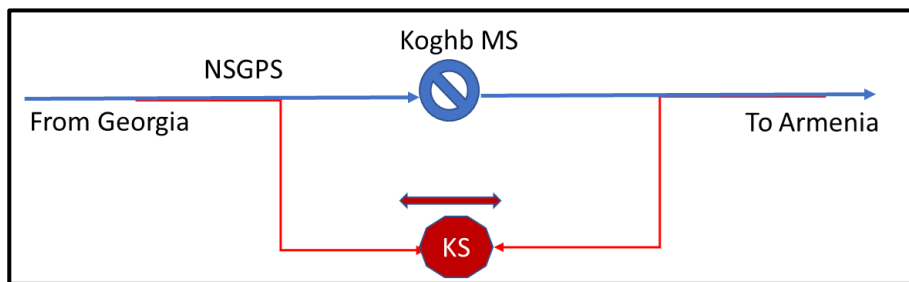 Koghb MS
NSGPS
From Georgia
To Armenia
KS